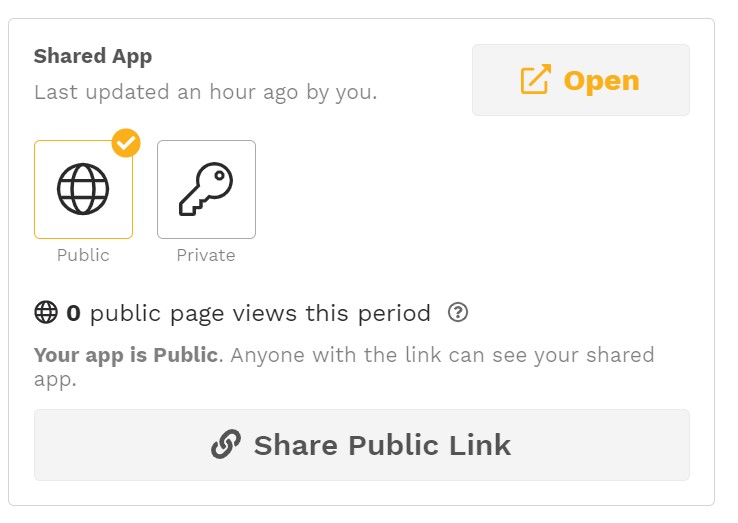 Shared App
Last updated an hour ago by you.
Open
Public
Private
0 public page views this period ?
Your app is Public. Anyone with the link can see your shared
app.
Share Public Link